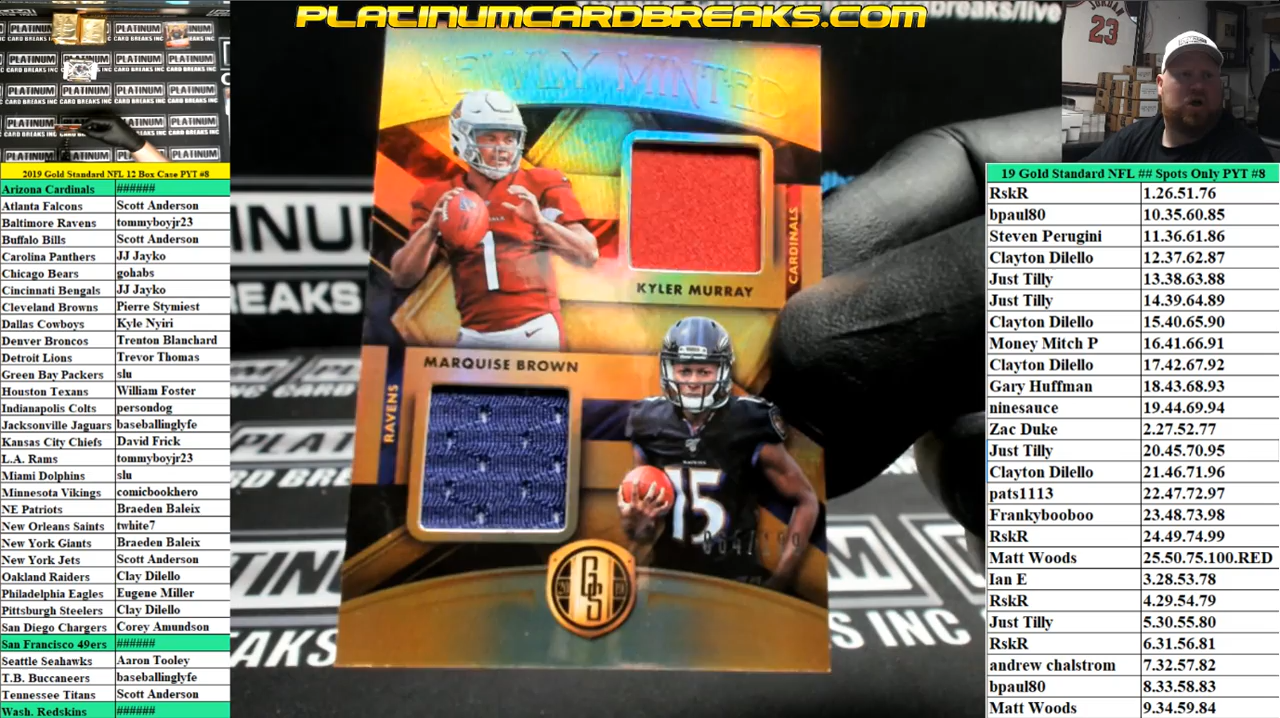 PLATINUMCARDBREAKS.COM
breaks/live
JORDAN
23
2019 Gold Standard NFL 12 Box Case PYT #8
Arizona Cardinals ######
Atlanta Falcons Scott Anderson
Baltimore Ravens tommyboyjr23
Buffalo Bills Scott Anderson
Carolina Panthers JJ Jayko
Chicago Bears gohabs
Cincinnati Bengals JJ Jayko
Cleveland Browns Pierre Stymiest
Dallas Cowboys Kyle Nyiri
Denver Broncos Trenton Blanchard
Detroit Lions Trevor Thomas
Green Bay Packers slu
Houston Texans William Foster
Indianapolis Colts persondog
Jacksonville Jaguars baseballinglyfe
Kansas City Chiefs David Frick
L.A. Rams tommyboyjr23
Miami Dolphins slu
Minnesota Vikings comicbookhero
NE Patriots Braeden Baleix
New Orleans Saints twhite7
New York Giants Braeden Baleix
New York Jets Scott Anderson
Oakland Raiders Clay Dilello
Philadelphia Eagles Eugene Miller
Pittsburgh Steelers Clay Dilello
San Diego Chargers Corey Amundson
San Francisco 49ers ######
Seattle Seahawks Aaron Tooley
T.B. Buccaneers baseballinglyfe
Tennessee Titans Scott Anderson
Wash. Redskins ######
NEWLY MINTED
1
CARDINALS
KYLER MURRAY
MARQUISE BROWN
RAVENS
15
GS
2019
19 Gold Standard NFL ## Spots Only PYT #8
RskR 1.26.51.76
bpaul80 10.35.60.85
Steven Perugini 11.36.61.86
Clayton Dilello 12.37.62.87
Just Tilly 13.38.63.88
Just Tilly 14.39.64.89
Clayton Dilello 15.40.65.90
Money Mitch P 16.41.66.91
Clayton Dilello 17.42.67.92
Gary Huffman 18.43.68.93
ninesauce 19.44.69.94
Zac Duke 2.27.52.77
Just Tilly 20.45.70.95
Clayton Dilello 21.46.71.96
pats1113 22.47.72.97
Frankybooboo 23.48.73.98
RskR 24.49.74.99
Matt Woods 25.50.75.100.RED
Ian E 3.28.53.78
RskR 4.29.54.79
Just Tilly 5.30.55.80
RskR 6.31.56.81
andrew chalstrom 7.32.57.82
bpaul80 8.33.58.83
Matt Woods 9.34.59.84